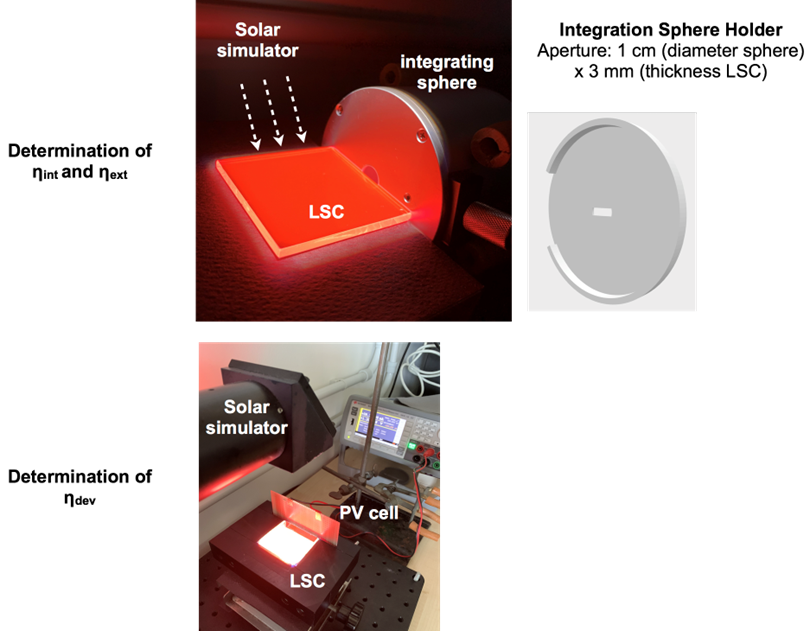 Solar
simulator
integrating
sphere
LSC
Integration Sphere Holder
Aperture: 1 cm (diameter sphere)
x 3 mm (thickness LSC)
Determination of
ηint and ηext
Solar
simulator
PV cell
LSC
Determination of
ηdev